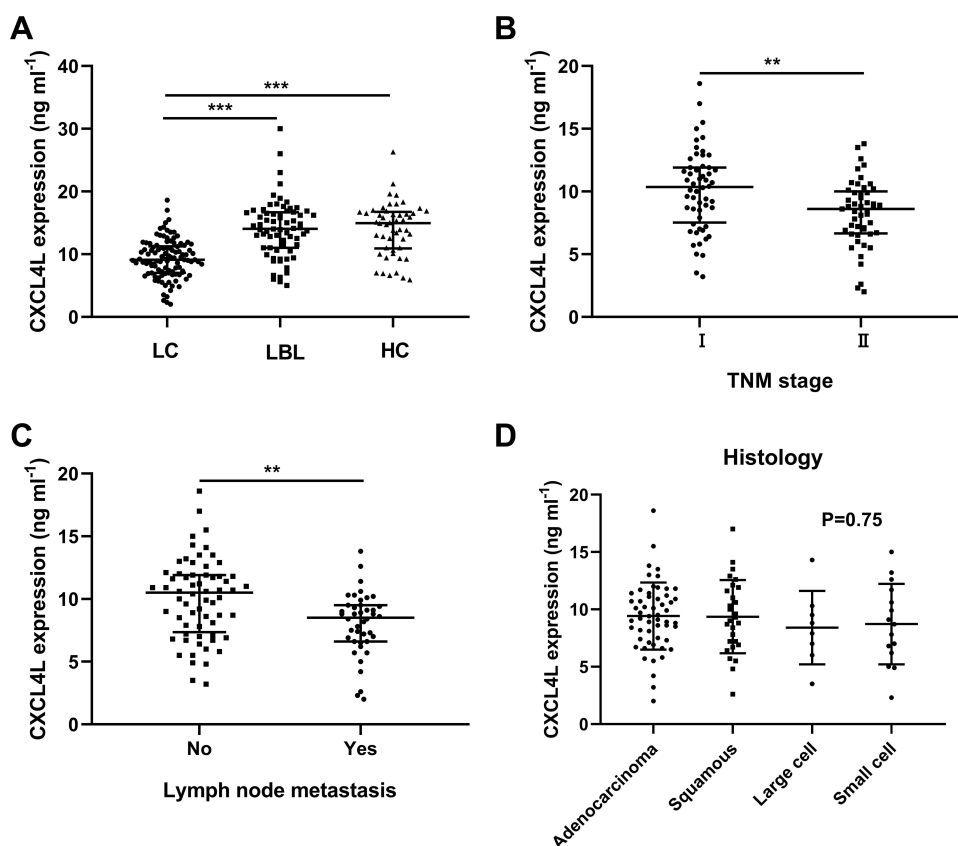 A
CXCL4L expression (ng ml⁻¹)
40
30
20
10
0
***
***
LC LBL HC
B
CXCL4L expression (ng ml⁻¹)
20
15
10
5
0
**
I II
TNM stage
C
CXCL4L expression (ng ml⁻¹)
20
15
10
5
0
**
No Yes
Lymph node metastasis
D
Histology
CXCL4L expression (ng ml⁻¹)
20
15
10
5
0
P=0.75
Adenocarcinoma
Squamous
Large cell
Small cell